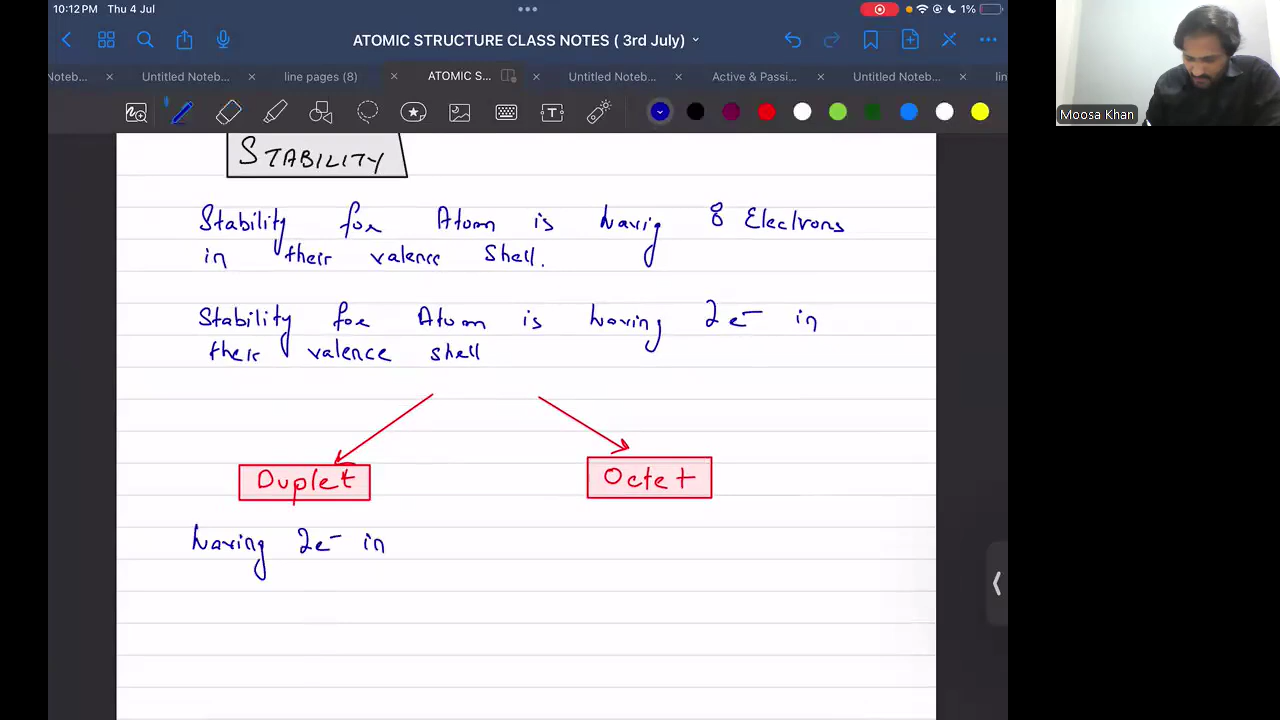 10:12 PM Thu 4 Jul
1%
ATOMIC STRUCTURE CLASS NOTES ( 3rd July)
Noteb...
Untitled Noteb...
line pages (8)
ATOMIC S...
Untitled Noteb...
Active & Passi...
Untitled Noteb...
lin
Moosa Khan
STABILITY
Stability for Atom is havig 8 Electrons
in their valence Shell.
Stability for Atom is having 2e⁻ in
their valence shell
Duplet
Octet
having 2e⁻ in